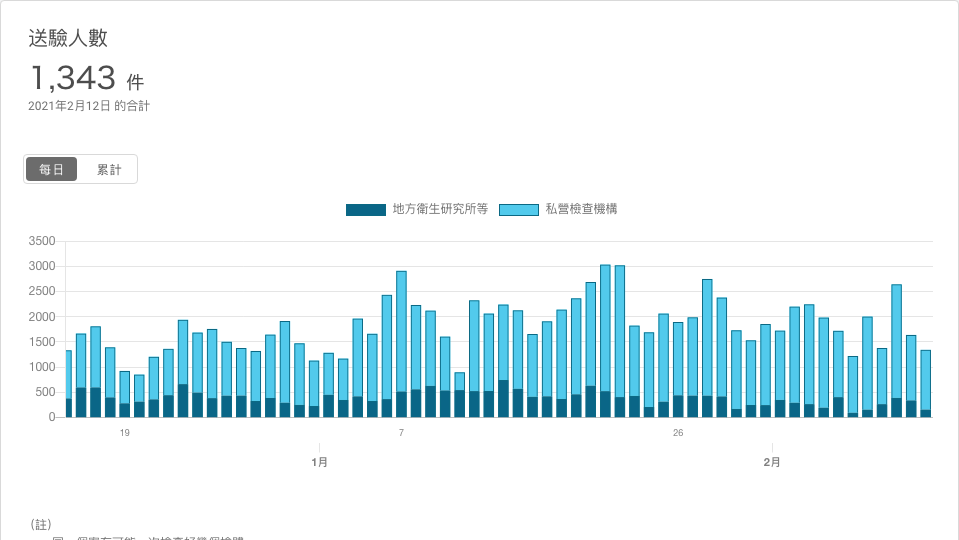 送驗人數
1,343 件
2021年2月12日 的合計
每日 累計
地方衛生研究所等 私營檢查機構
3500
3000
2500
2000
1500
1000
500
0
19 7 26
1月 2月
（註）